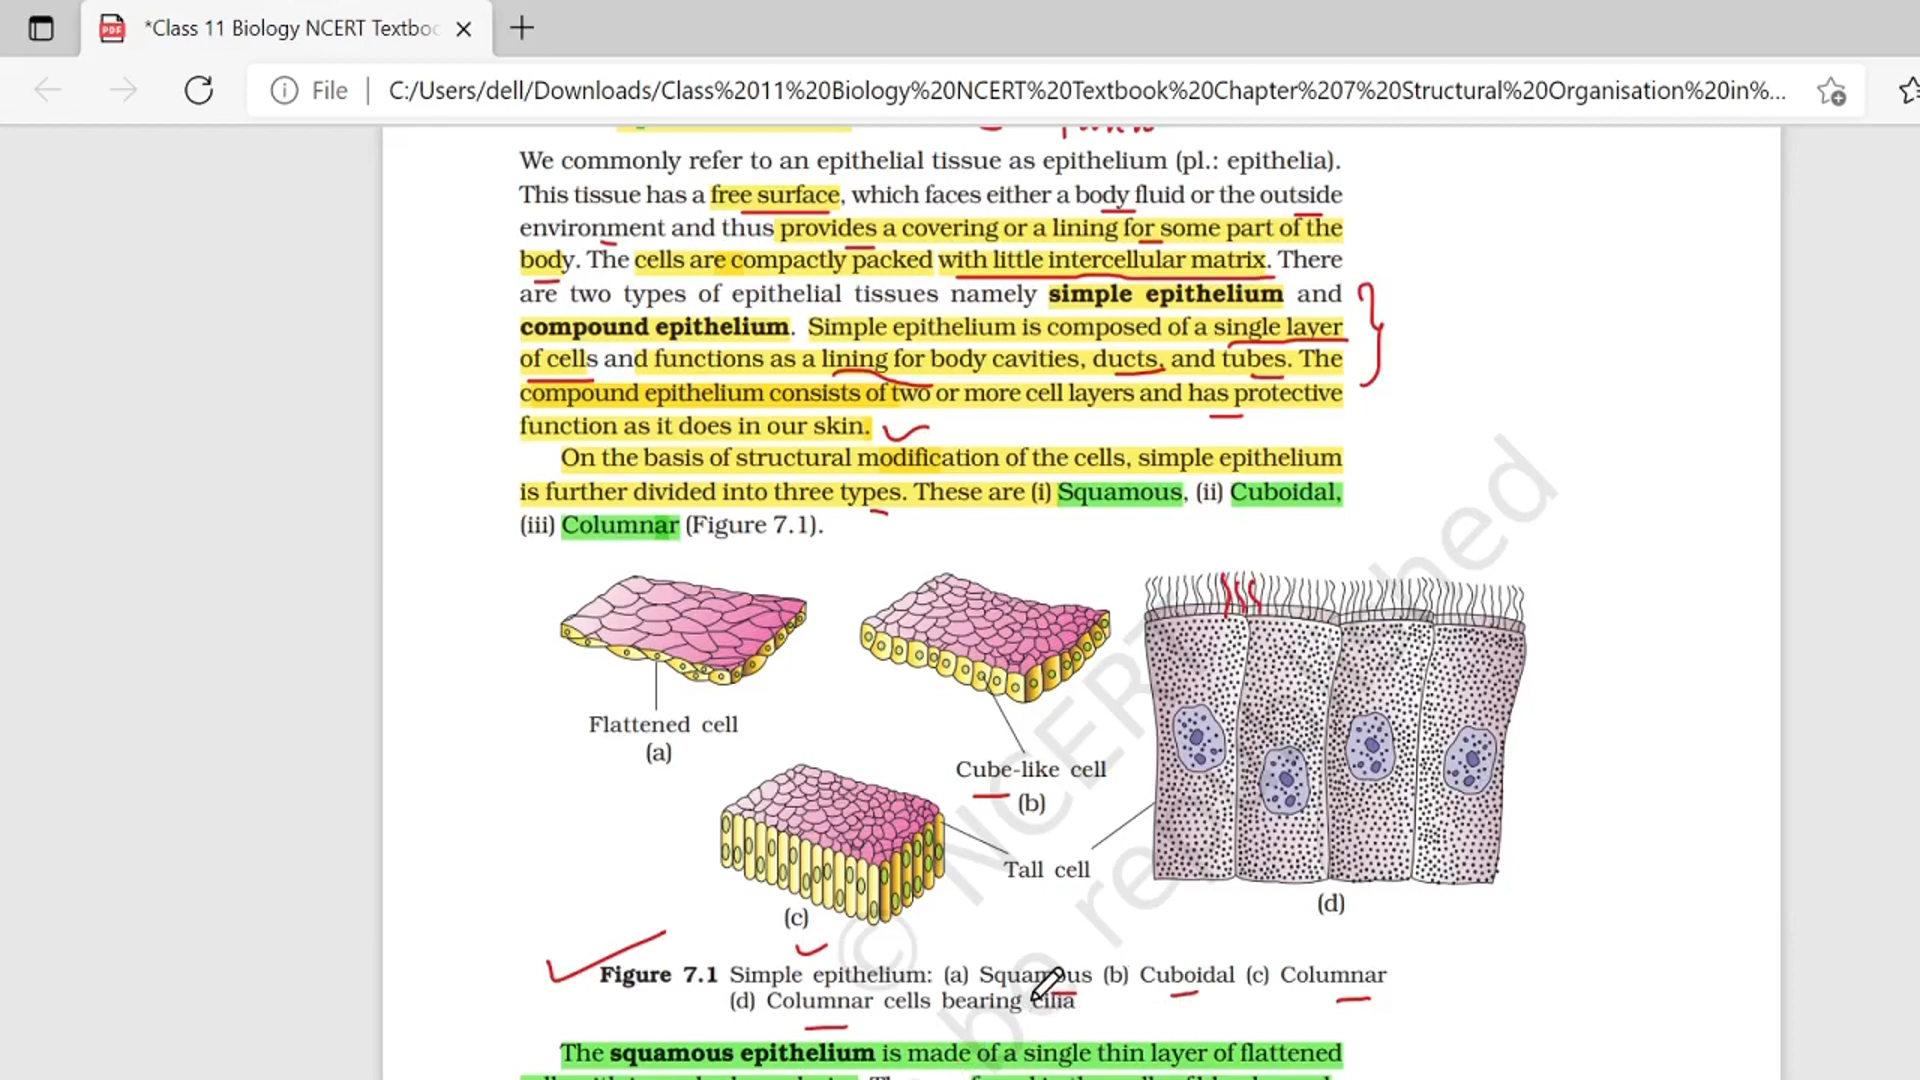 *Class 11 Biology NCERT Textboo
File
C:/Users/dell/Downloads/Class%2011%20Biology%20NCERT%20Textbook%20Chapter%207%20Structural%20Organisation%20in%...
We commonly refer to an epithelial tissue as epithelium (pl.: epithelia).
This tissue has a free surface, which faces either a body fluid or the outside
environment and thus provides a covering or a lining for some part of the
body. The cells are compactly packed with little intercellular matrix. There
are two types of epithelial tissues namely simple epithelium and
compound epithelium. Simple epithelium is composed of a single layer
of cells and functions as a lining for body cavities, ducts, and tubes. The
compound epithelium consists of two or more cell layers and has protective
function as it does in our skin.
On the basis of structural modification of the cells, simple epithelium
is further divided into three types. These are (i) Squamous, (ii) Cuboidal,
(iii) Columnar (Figure 7.1).
Flattened cell
(a)
Cube-like cell
(b)
Tall cell
(c)
(d)
Figure 7.1 Simple epithelium: (a) Squamous (b) Cuboidal (c) Columnar
(d) Columnar cells bearing cilia
The squamous epithelium is made of a single thin layer of flattened
© NCERT
be re
hed